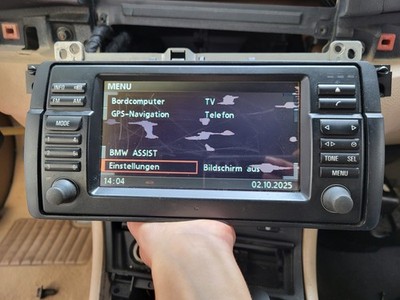 MENU
Bordcomputer TV
GPS-Navigation Telefon
BMW ASSIST
Einstellungen Bildschirm aus
14:04 02.10.2025
MODE
TONE SEL
MENU